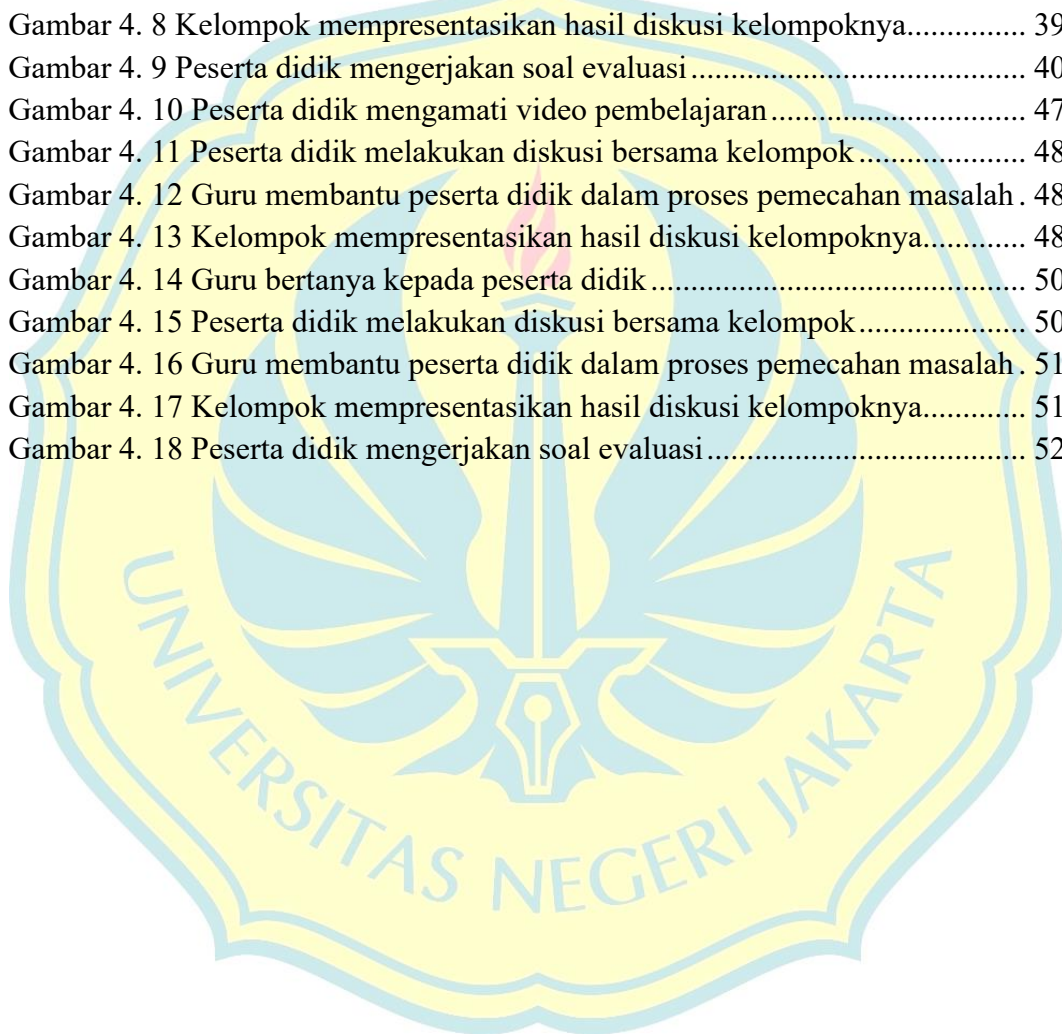 Gambar 4. 8 Kelompok mempresentasikan hasil diskusi kelompoknya............... 39
Gambar 4. 9 Peserta didik mengerjakan soal evaluasi........................................ 40
Gambar 4. 10 Peserta didik mengamati video pembelajaran.............................. 47
Gambar 4. 11 Peserta didik melakukan diskusi bersama kelompok.................... 48
Gambar 4. 12 Guru membantu peserta didik dalam proses pemecahan masalah . 48
Gambar 4. 13 Kelompok mempresentasikan hasil diskusi kelompoknya............. 48
Gambar 4. 14 Guru bertanya kepada peserta didik............................................. 50
Gambar 4. 15 Peserta didik melakukan diskusi bersama kelompok.................... 50
Gambar 4. 16 Guru membantu peserta didik dalam proses pemecahan masalah . 51
Gambar 4. 17 Kelompok mempresentasikan hasil diskusi kelompoknya............. 51
Gambar 4. 18 Peserta didik mengerjakan soal evaluasi...................................... 52
UNIVERSITAS NEGERI JAKARTA